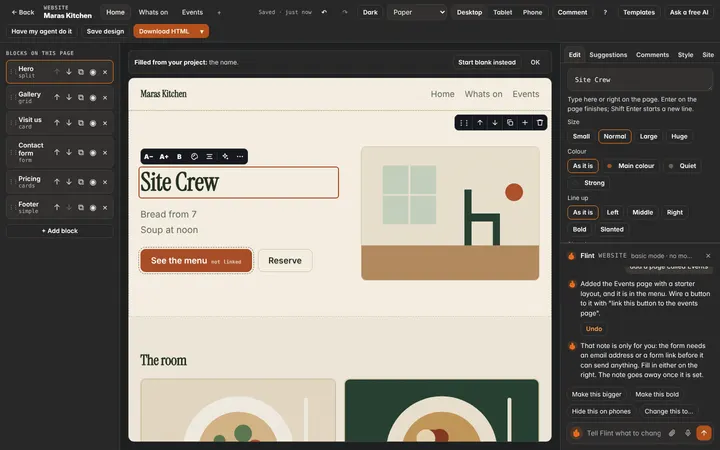 ← Back
WEBSITE
Maras Kitchen
Home
Whats on
Events
+
Saved · just now
Dark
Paper
Desktop
Tablet
Phone
Comment
?
Templates
Ask a free AI
Have my agent do it
Save design
Download HTML
BLOCKS ON THIS PAGE
Hero
split
Gallery
grid
Visit us
card
Contact form
form
Pricing
cards
Footer
simple
+ Add block
Filled from your project: the name.
Start blank instead
OK
Maras Kitchen
Home
Whats on
Events
A−
A+
B
Site Crew
Bread from 7
Soup at noon
See the menu not linked
Reserve
The room
Edit
Suggestions
Comments
Style
Site
Site Crew
Type here or right on the page. Enter on the
page finishes; Shift Enter starts a new line.
Size
Small
Normal
Large
Huge
Colour
As it is
Main colour
Quiet
Strong
Line up
As it is
Left
Middle
Right
Bold
Slanted
Flint WEBSITE basic mode · no mo...
add a page called Events
Added the Events page with a starter
layout, and it is in the menu. Wire a button
to it with "link this button to the events
page".
Undo
That note is only for you: the form needs
an email address or a form link before it
can send anything. Fill in either on the
right. The note goes away once it is set.
Make this bigger
Make this bold
Hide this on phones
Change this to...
Tell Flint what to chang